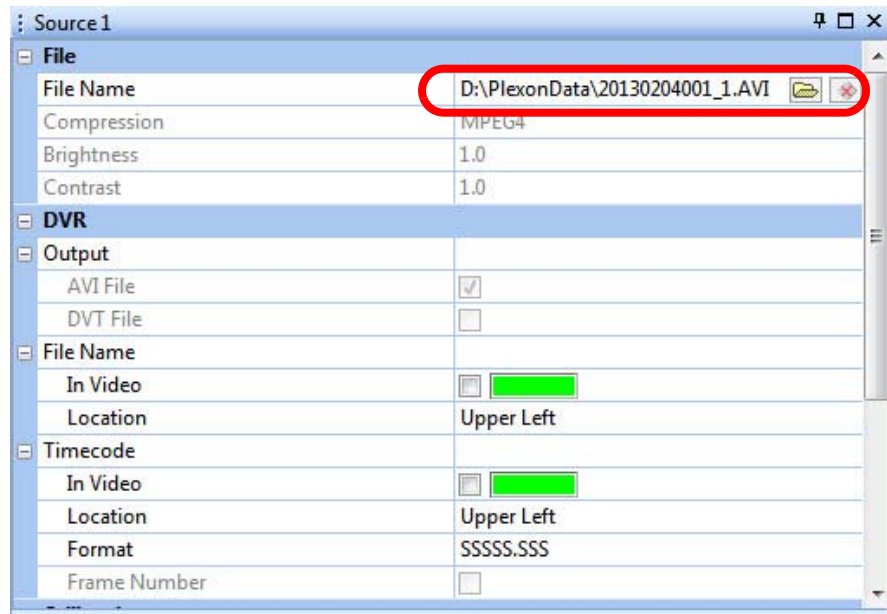 Source 1
File
File Name D:\PlexonData\20130204001_1.AVI
Compression MPEG4
Brightness 1.0
Contrast 1.0
DVR
Output
AVI File
DVT File
File Name
In Video
Location Upper Left
Timecode
In Video
Location Upper Left
Format SSSSS.SSS
Frame Number